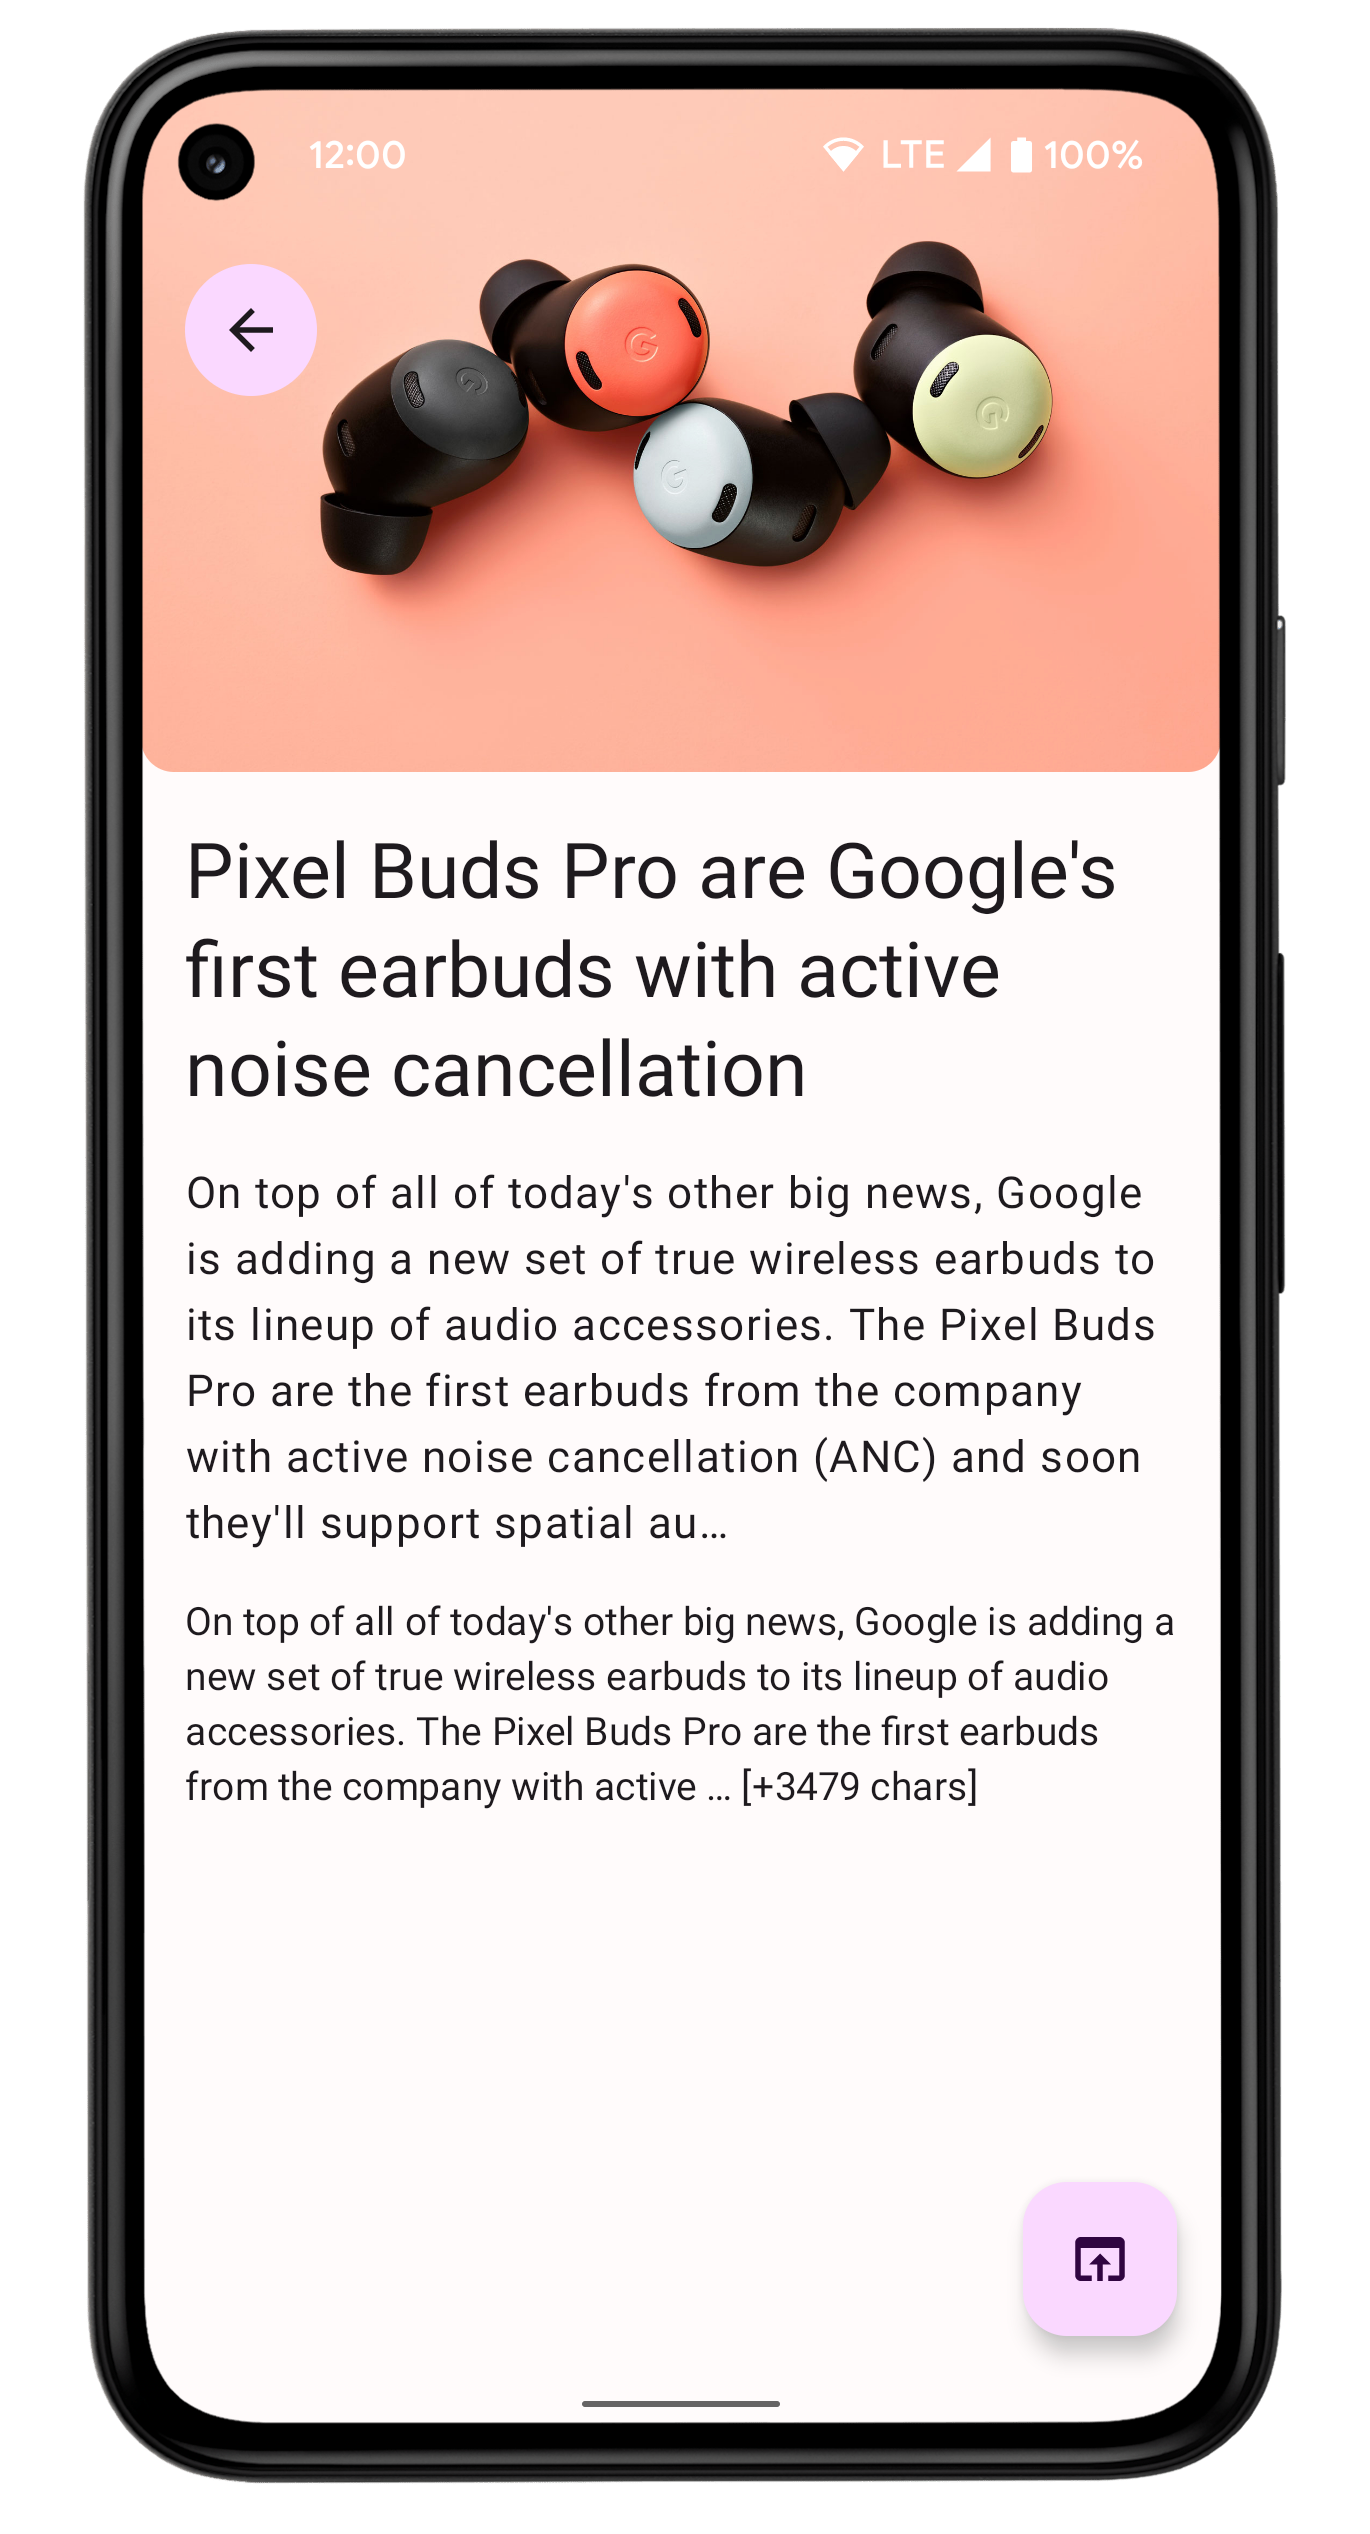 12:00 LTE 100%
Pixel Buds Pro are Google's
first earbuds with active
noise cancellation
On top of all of today's other big news, Google
is adding a new set of true wireless earbuds to
its lineup of audio accessories. The Pixel Buds
Pro are the first earbuds from the company
with active noise cancellation (ANC) and soon
they'll support spatial au…
On top of all of today's other big news, Google is adding a
new set of true wireless earbuds to its lineup of audio
accessories. The Pixel Buds Pro are the first earbuds
from the company with active … [+3479 chars]